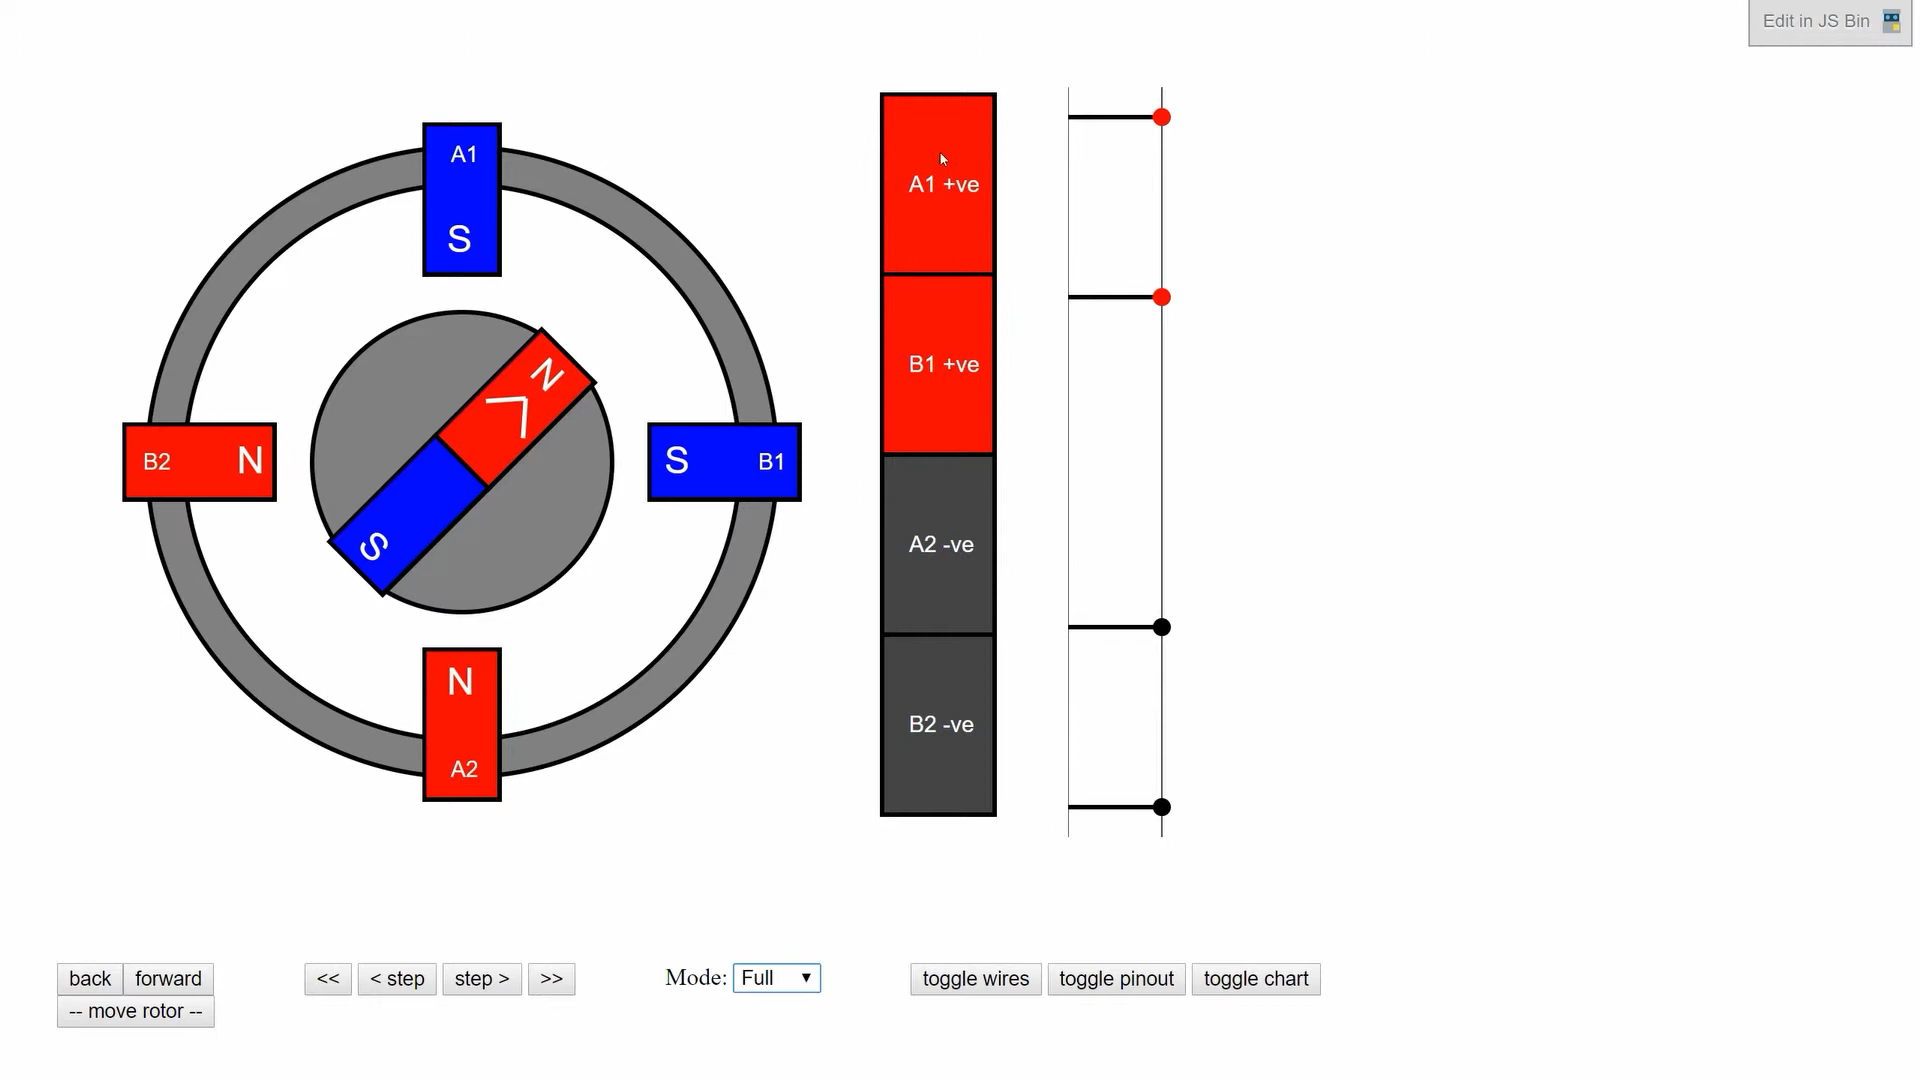 Edit in JS Bin
A1
S
A1 +ve
N
B1 +ve
B2 N
S B1
S
A2 -ve
N
B2 -ve
A2
back forward
<< < step step > >>
Mode: Full
toggle wires toggle pinout toggle chart
-- move rotor --